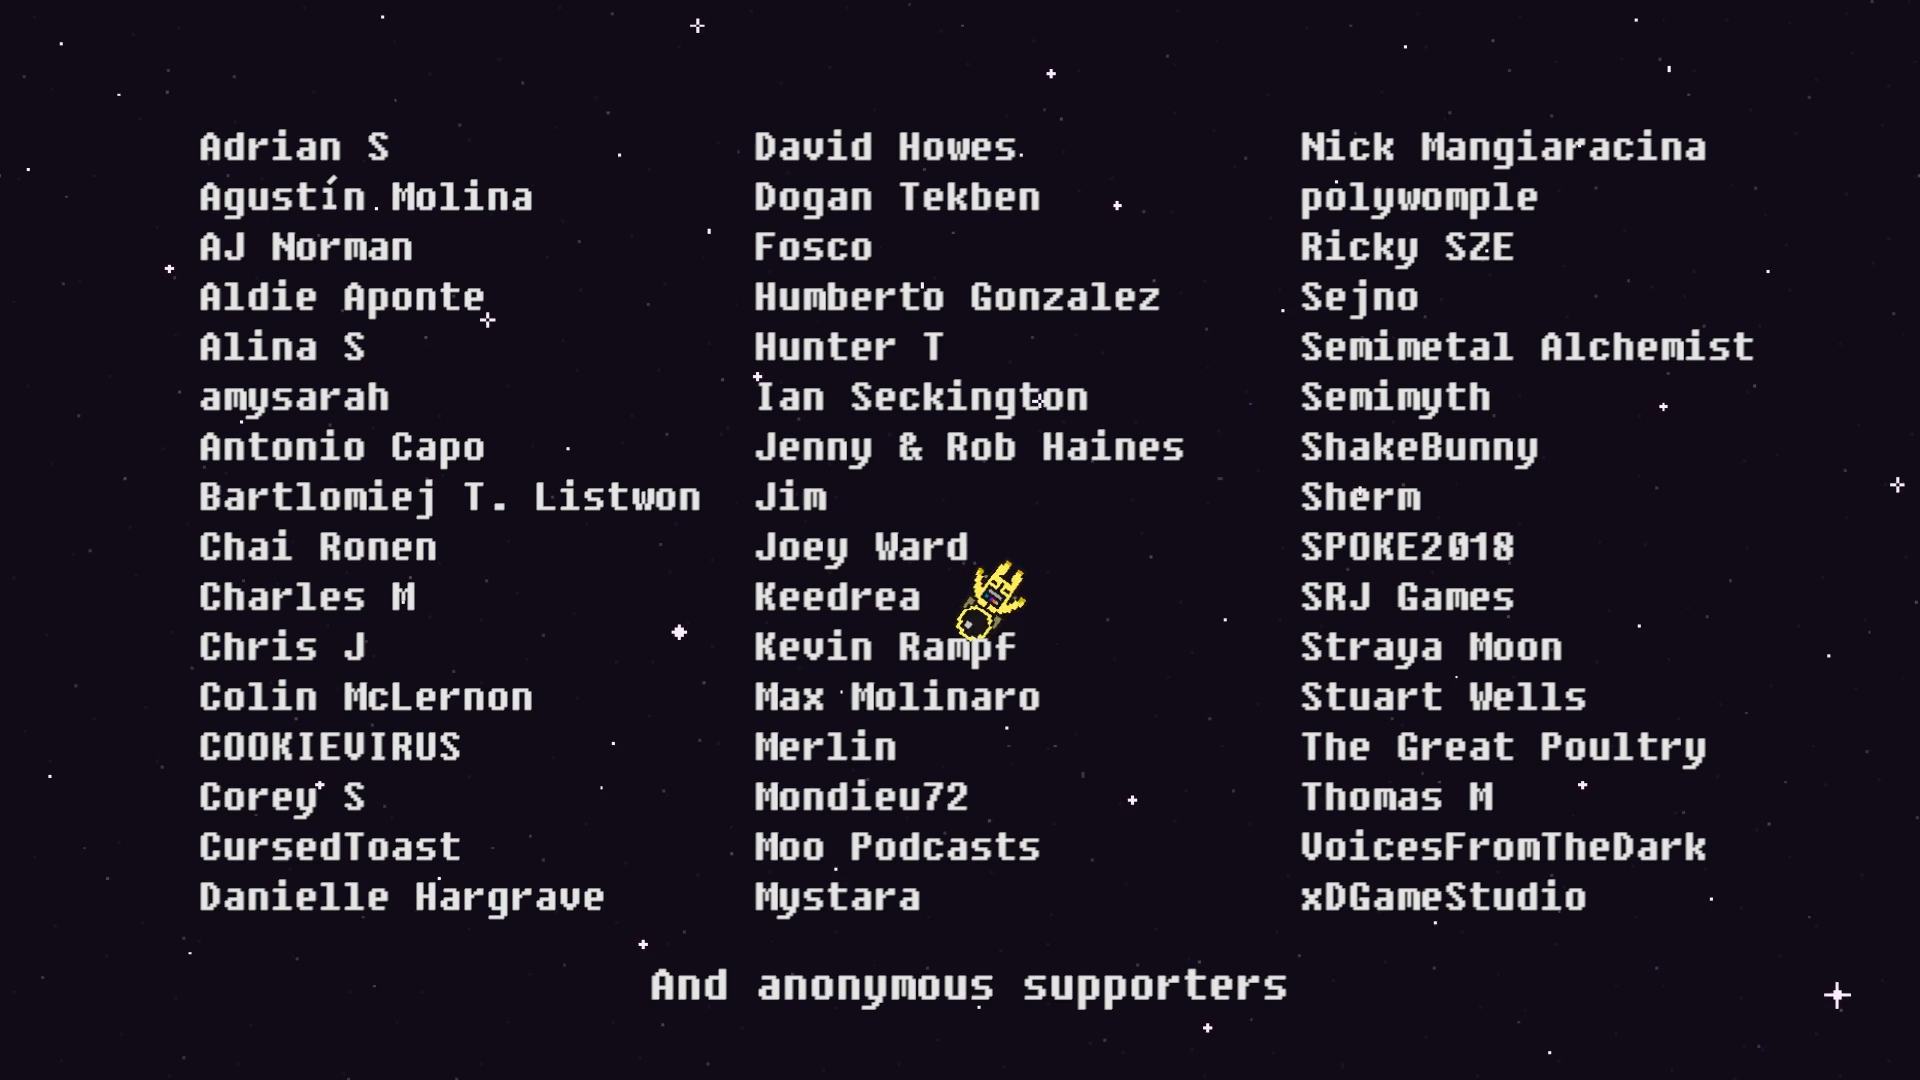 Adrian S
Agustín Molina
AJ Norman
Aldie Aponte
Alina S
amysarah
Antonio Capo
Bartlomiej T. Listwon
Chai Ronen
Charles M
Chris J
Colin McLernon
COOKIEVIRUS
Corey S
CursedToast
Danielle Hargrave
David Howes
Dogan Tekben
Fosco
Humberto Gonzalez
Hunter T
Ian Seckington
Jenny & Rob Haines
Jim
Joey Ward
Keedrea
Kevin Rampf
Max Molinaro
Merlin
Mondieu72
Moo Podcasts
Mystara
Nick Mangiaracina
polywomple
Ricky SZE
Sejno
Semimetal Alchemist
Semimyth
ShakeBunny
Sherm
SPOKE2018
SRJ Games
Straya Moon
Stuart Wells
The Great Poultry
Thomas M
VoicesFromTheDark
xDGameStudio
And anonymous supporters